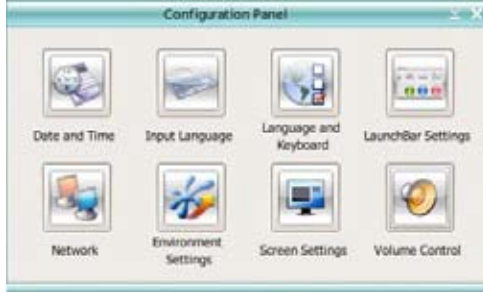 Configuration Panel
Date and Time
Input Language
Language and
Keyboard
LaunchBar Settings
Network
Environment
Settings
Screen Settings
Volume Control